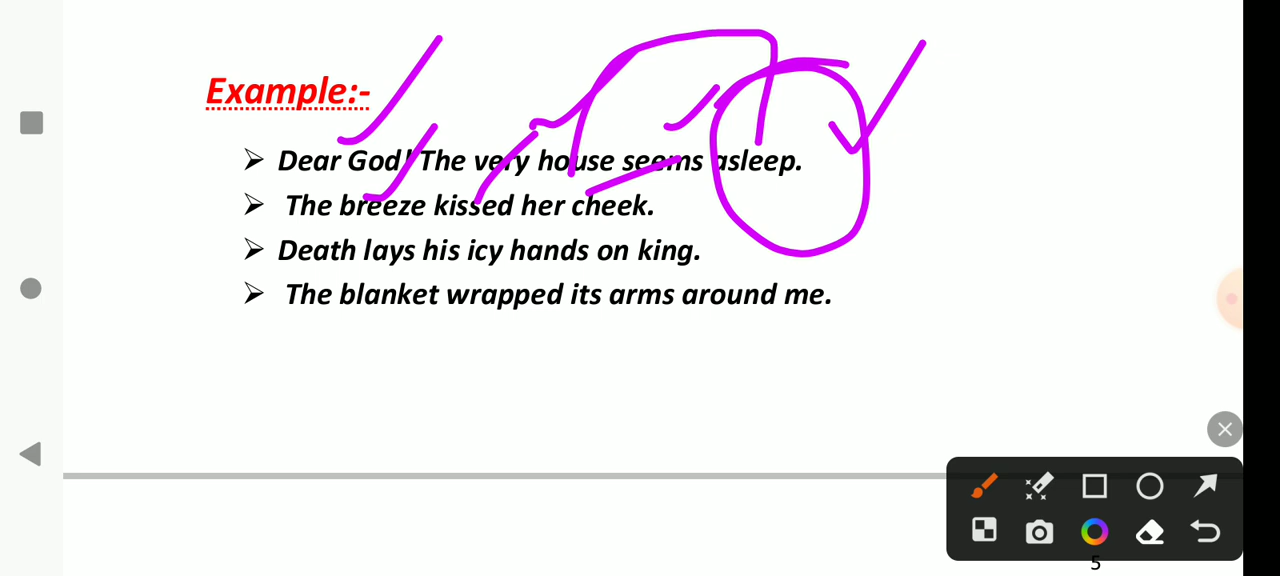 Example:-
➢ Dear God! The very house seems asleep.
➢ The breeze kissed her cheek.
➢ Death lays his icy hands on king.
➢ The blanket wrapped its arms around me.
5